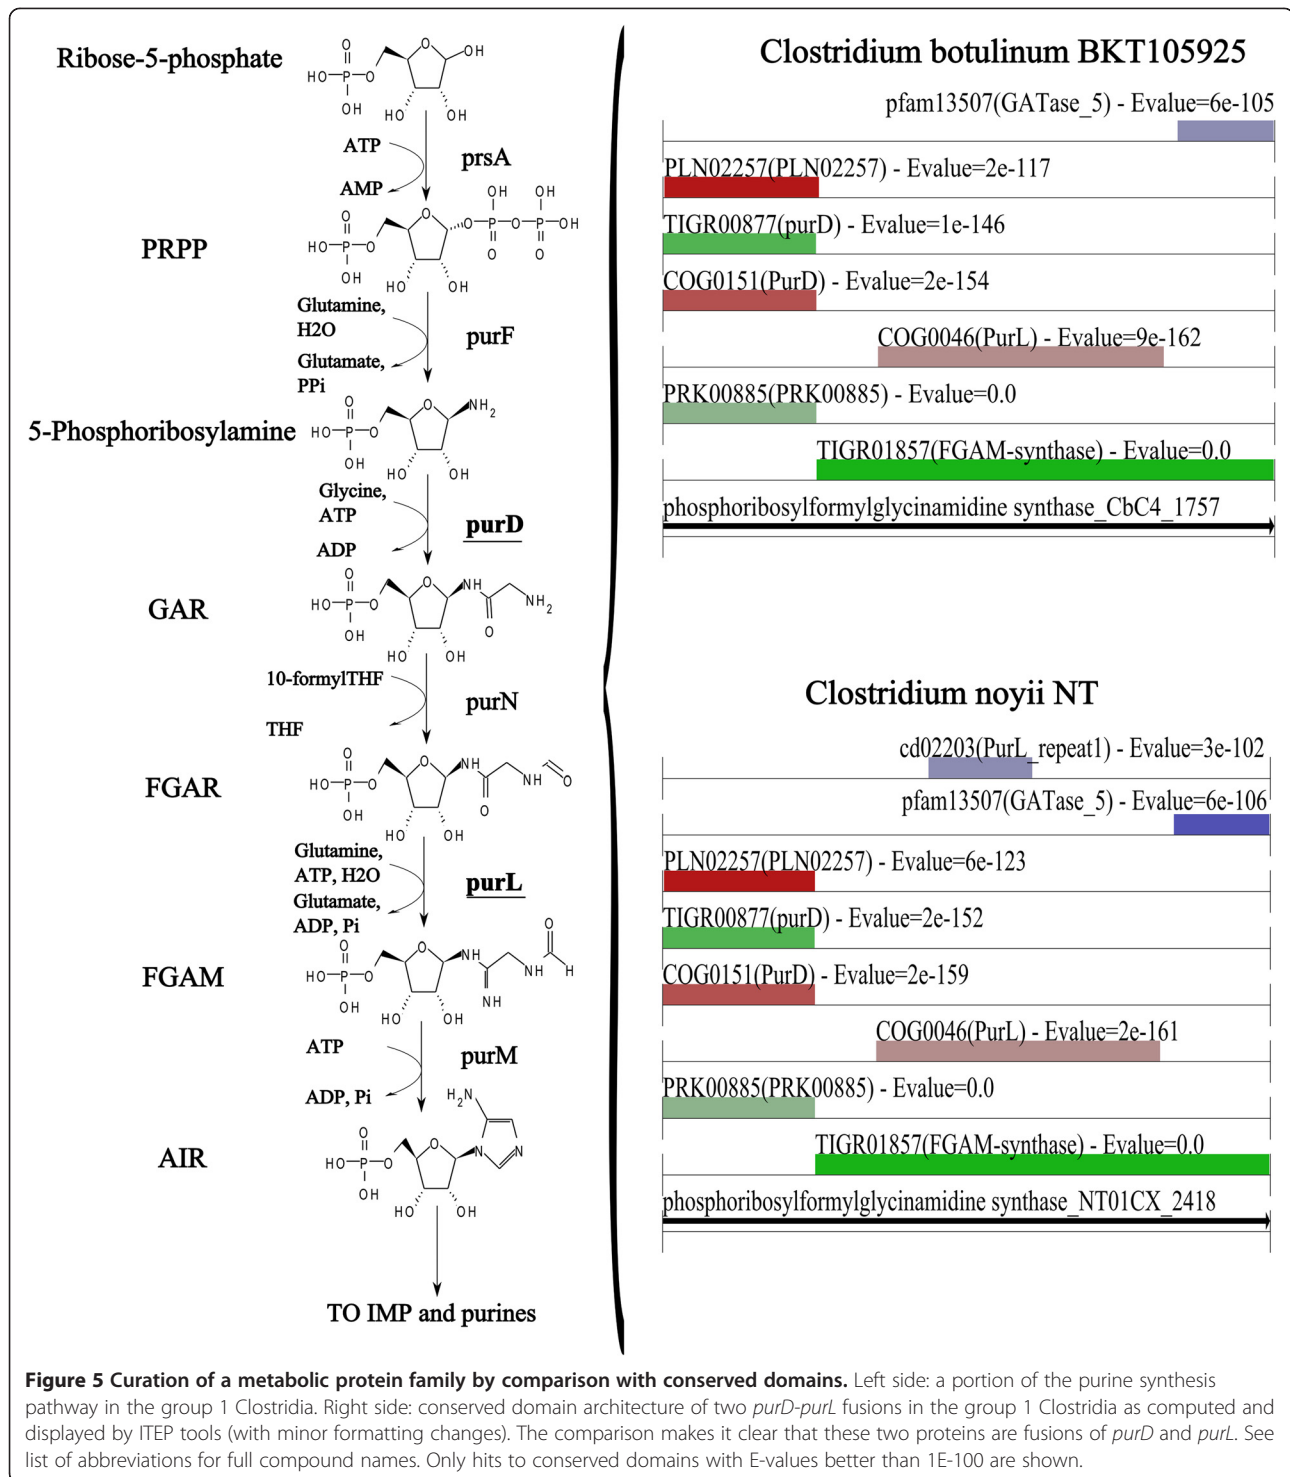 Ribose-5-phosphate
ATP
AMP
prsA
PRPP
Glutamine,
H2O
Glutamate,
PPi
purF
5-Phosphoribosylamine
Glycine,
ATP
ADP
purD
GAR
10-formylTHF
THF
purN
FGAR
Glutamine,
ATP, H2O
Glutamate,
ADP, Pi
purL
FGAM
ATP
ADP, Pi
purM
AIR
TO IMP and purines
Clostridium botulinum BKT105925
pfam13507(GATase_5) - Evalue=6e-105
PLN02257(PLN02257) - Evalue=2e-117
TIGR00877(purD) - Evalue=1e-146
COG0151(PurD) - Evalue=2e-154
COG0046(PurL) - Evalue=9e-162
PRK00885(PRK00885) - Evalue=0.0
TIGR01857(FGAM-synthase) - Evalue=0.0
phosphoribosylformylglycinamidine synthase_CbC4_1757
Clostridium noyii NT
cd02203(PurL_repeat1) - Evalue=3e-102
pfam13507(GATase_5) - Evalue=6e-106
PLN02257(PLN02257) - Evalue=6e-123
TIGR00877(purD) - Evalue=2e-152
COG0151(PurD) - Evalue=2e-159
COG0046(PurL) - Evalue=2e-161
PRK00885(PRK00885) - Evalue=0.0
TIGR01857(FGAM-synthase) - Evalue=0.0
phosphoribosylformylglycinamidine synthase_NT01CX_2418
Figure 5 Curation of a metabolic protein family by comparison with conserved domains. Left side: a portion of the purine synthesis
pathway in the group 1 Clostridia. Right side: conserved domain architecture of two purD-purL fusions in the group 1 Clostridia as computed and
displayed by ITEP tools (with minor formatting changes). The comparison makes it clear that these two proteins are fusions of purD and purL. See
list of abbreviations for full compound names. Only hits to conserved domains with E-values better than 1E-100 are shown.